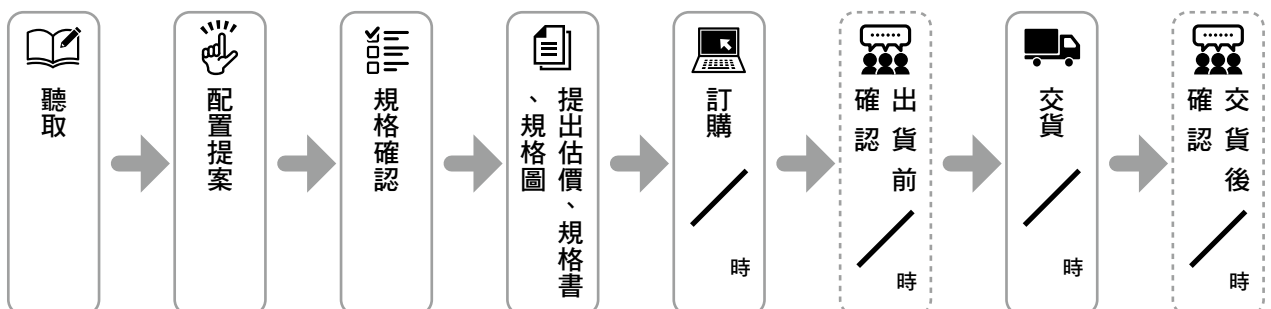 聽取
配置提案
規格確認
提出估價、規格書
、規格圖
訂購
時
出貨前
確認
時
交貨
時
交貨後
確認
時